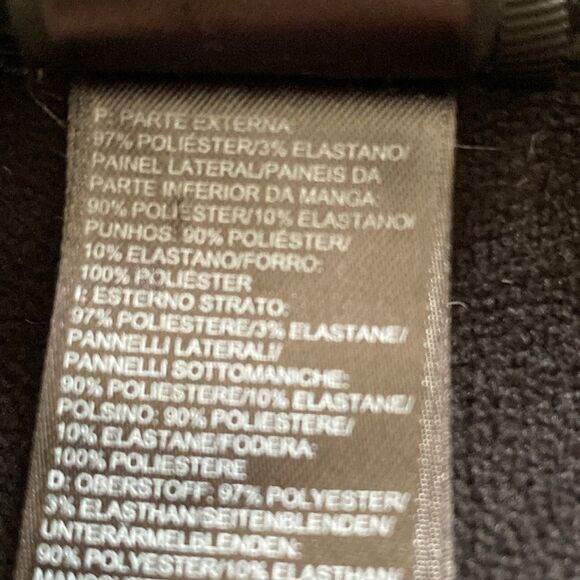 P: PARTE EXTERNA:
97% POLIÉSTER/3% ELASTANO/
PAINEL LATERAL/PAINEIS DA
PARTE INFERIOR DA MANGA:
90% POLIÉSTER/10% ELASTANO/
PUNHOS: 90% POLIÉSTER/
10% ELASTANO/FORRO:
100% POLIÉSTER
I: ESTERNO STRATO:
97% POLIESTERE/3% ELASTANE/
PANNELLI LATERALI/
PANNELLI SOTTOMANICHE:
90% POLIESTERE/10% ELASTANE/
POLSINO: 90% POLIESTERE/
10% ELASTANE/FODERA:
100% POLIESTERE
D: OBERSTOFF: 97% POLYESTER/
3% ELASTHAN/SEITENBLENDEN/
UNTERARMELBLENDEN:
90% POLYESTER/10% ELASTHAN/